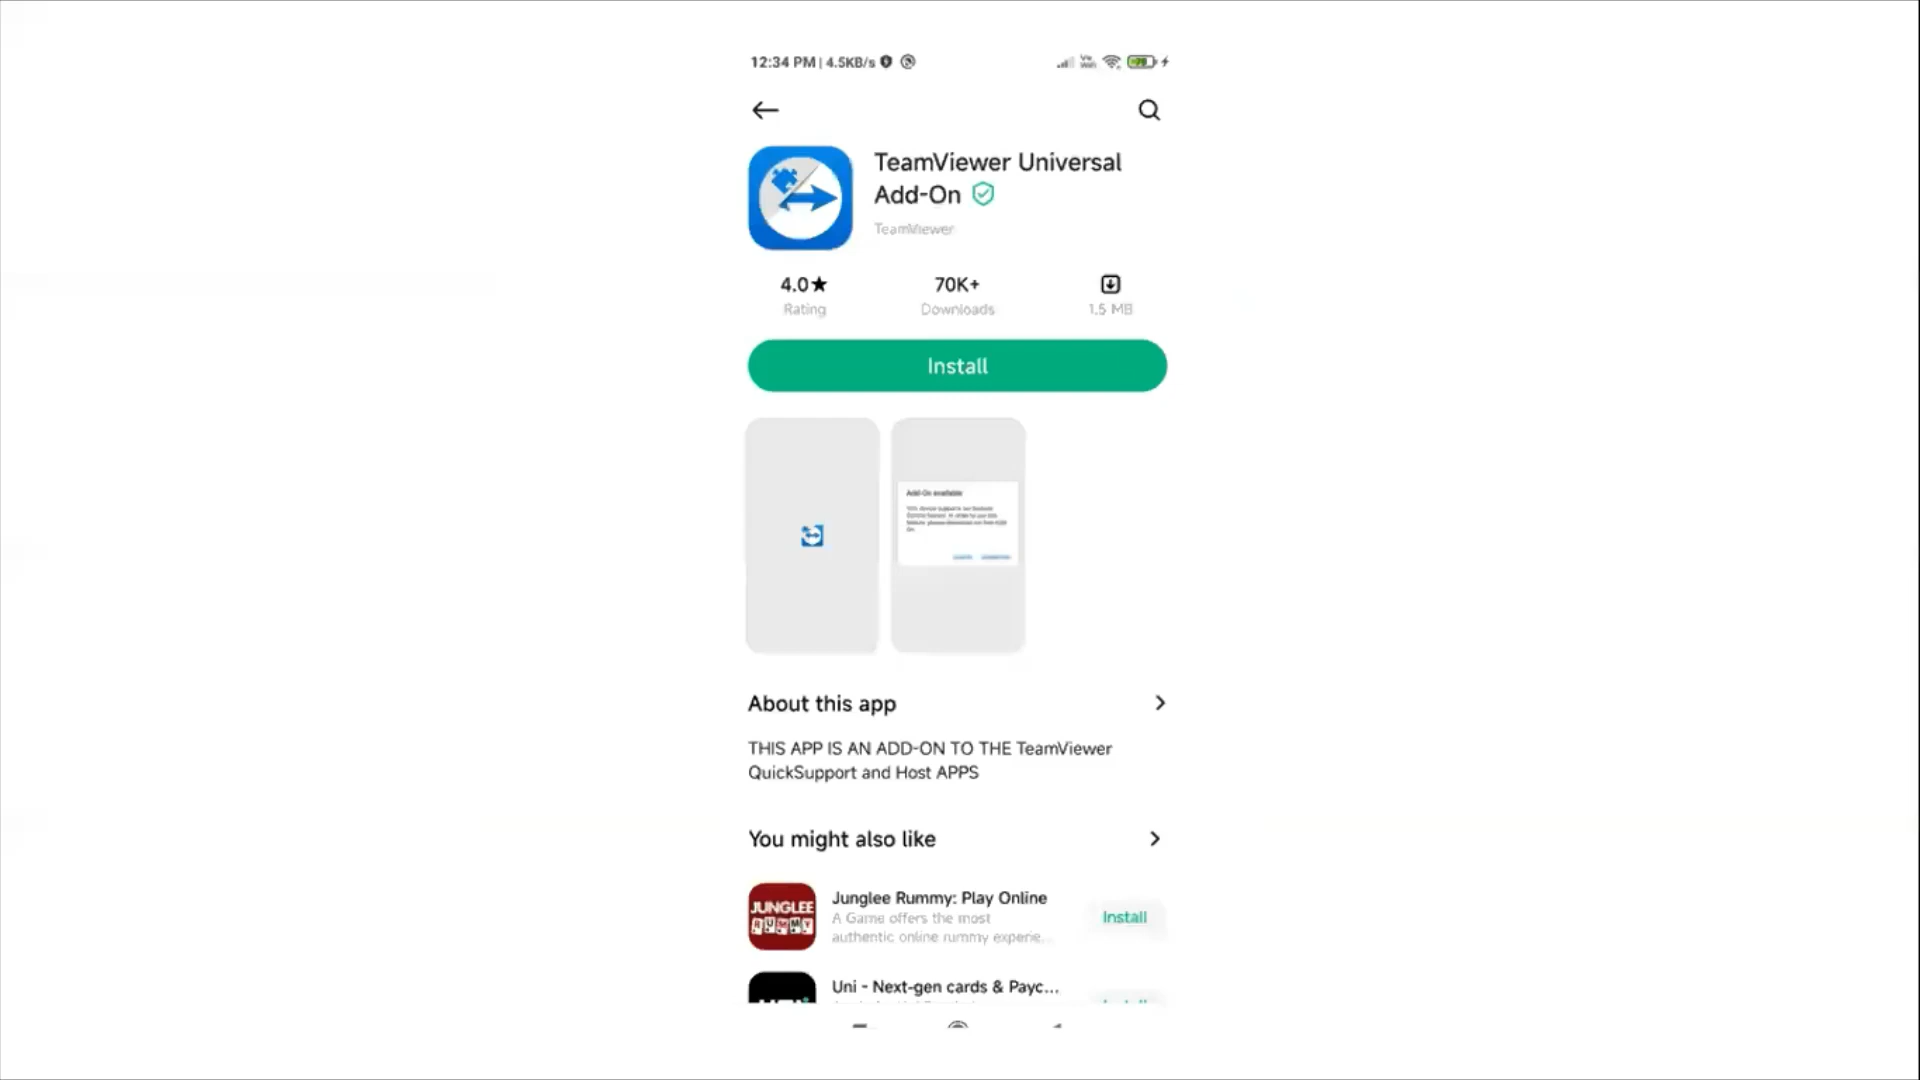 12:34 PM | 4.5KB/s
TeamViewer Universal
Add-On
TeamViewer
4.0★ 70K+
Rating Downloads 1.5 MB
Install
Add-On available
About this app
THIS APP IS AN ADD-ON TO THE TeamViewer
QuickSupport and Host APPS
You might also like
JUNGLEE
RUMMY
Junglee Rummy: Play Online
A Game offers the most
authentic online rummy experie...
Install
Uni - Next-gen cards & Payc...